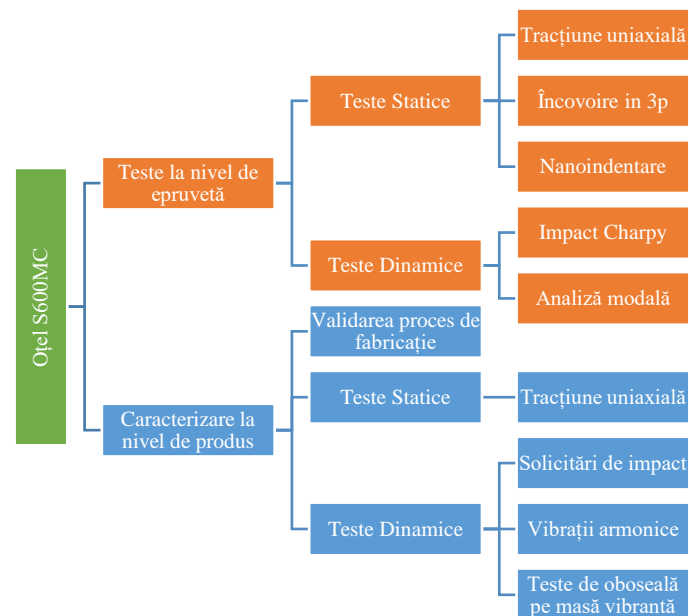 Oțel S600MC
Teste la nivel de
epruvetă
Teste Statice
Tracțiune uniaxială
Încovoire in 3p
Nanoindentare
Teste Dinamice
Impact Charpy
Analiză modală
Caracterizare la
nivel de produs
Validarea proces de
fabricație
Teste Statice
Tracțiune uniaxială
Teste Dinamice
Solicitări de impact
Vibrații armonice
Teste de oboseală
pe masă vibrantă